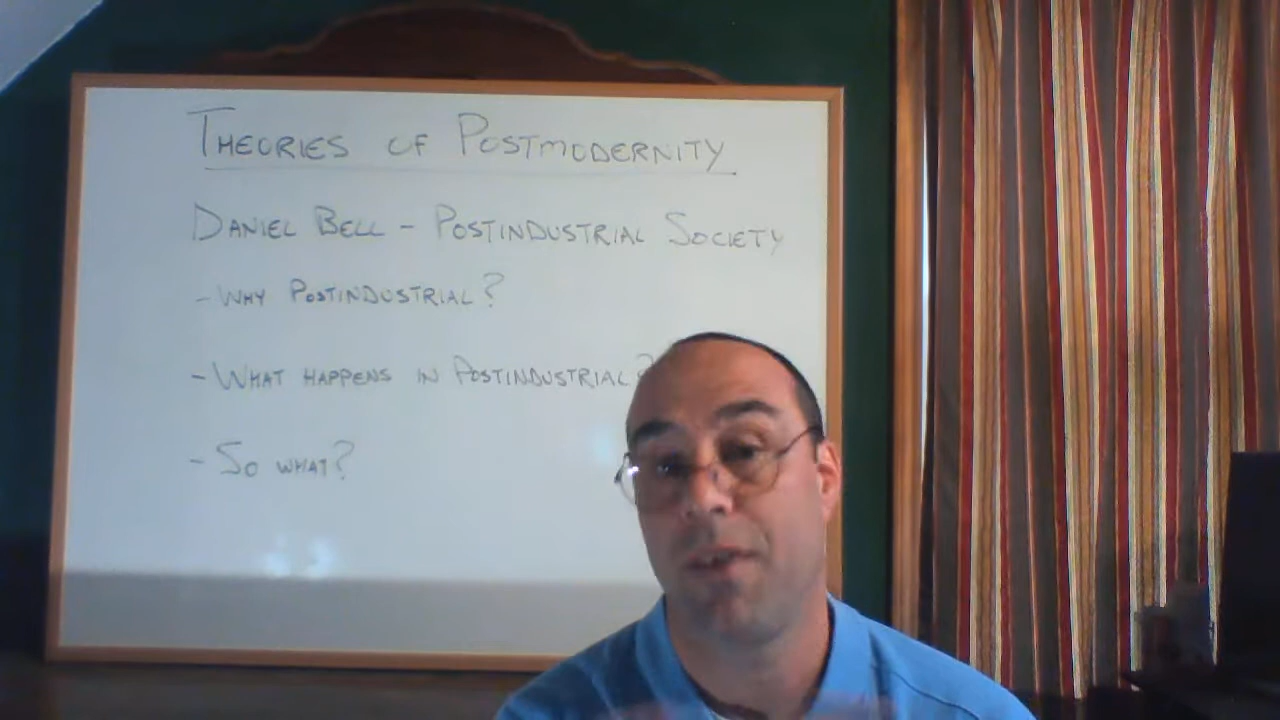 THEORIES OF POSTMODERNITY
DANIEL BELL - POSTINDUSTRIAL SOCIETY
- WHY POSTINDUSTRIAL?
- WHAT HAPPENS IN POSTINDUSTRIAL?
- SO WHAT?